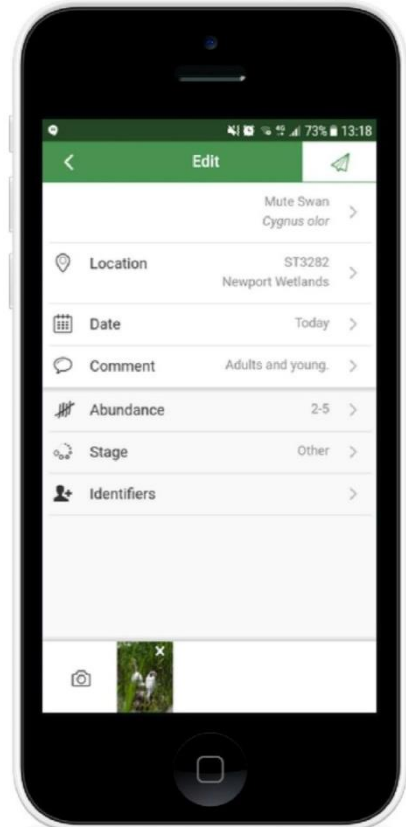 73% 13:18
Edit
Mute Swan
Cygnus olor
Location ST3282
Newport Wetlands
Date Today
Comment Adults and young.
Abundance 2-5
Stage Other
Identifiers